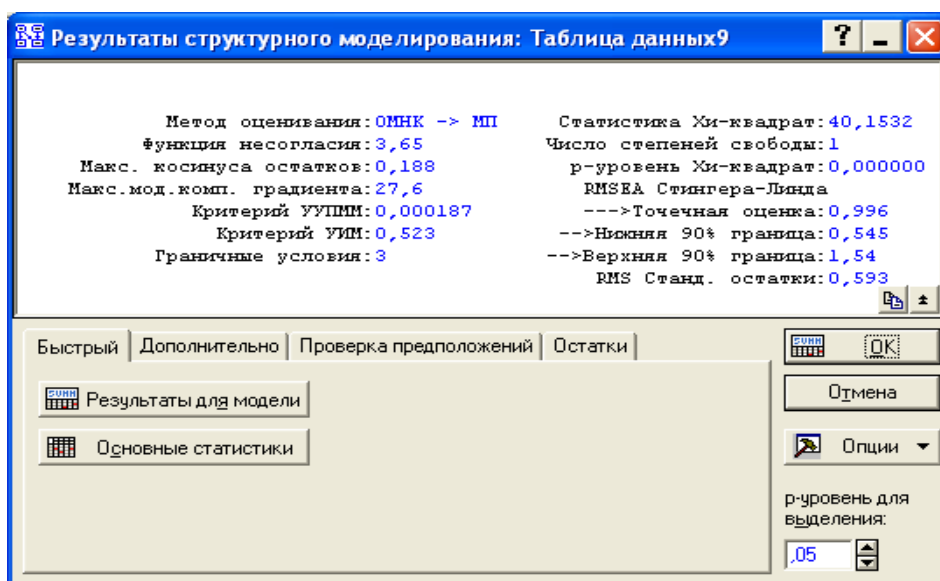 Результаты структурного моделирования: Таблица данных9
Метод оценивания:ОМНК -> МП
Функция несогласия:3,65
Макс. косинуса остатков:0,188
Макс.мод.комп. градиента:27,6
Критерий УУПММ:0,000187
Критерий УИМ:0,523
Граничные условия:3
Статистика Хи-квадрат:40,1532
Число степеней свободы:1
p-уровень Хи-квадрат:0,000000
RMSEA Стингера-Линда
--->Точечная оценка:0,996
-->Нижняя 90% граница:0,545
-->Верхняя 90% граница:1,54
RMS Станд. остатки:0,593
Быстрый
Дополнительно
Проверка предположений
Остатки
Результаты для модели
Основные статистики
OK
Отмена
Опции
p-уровень для
выделения:
,05